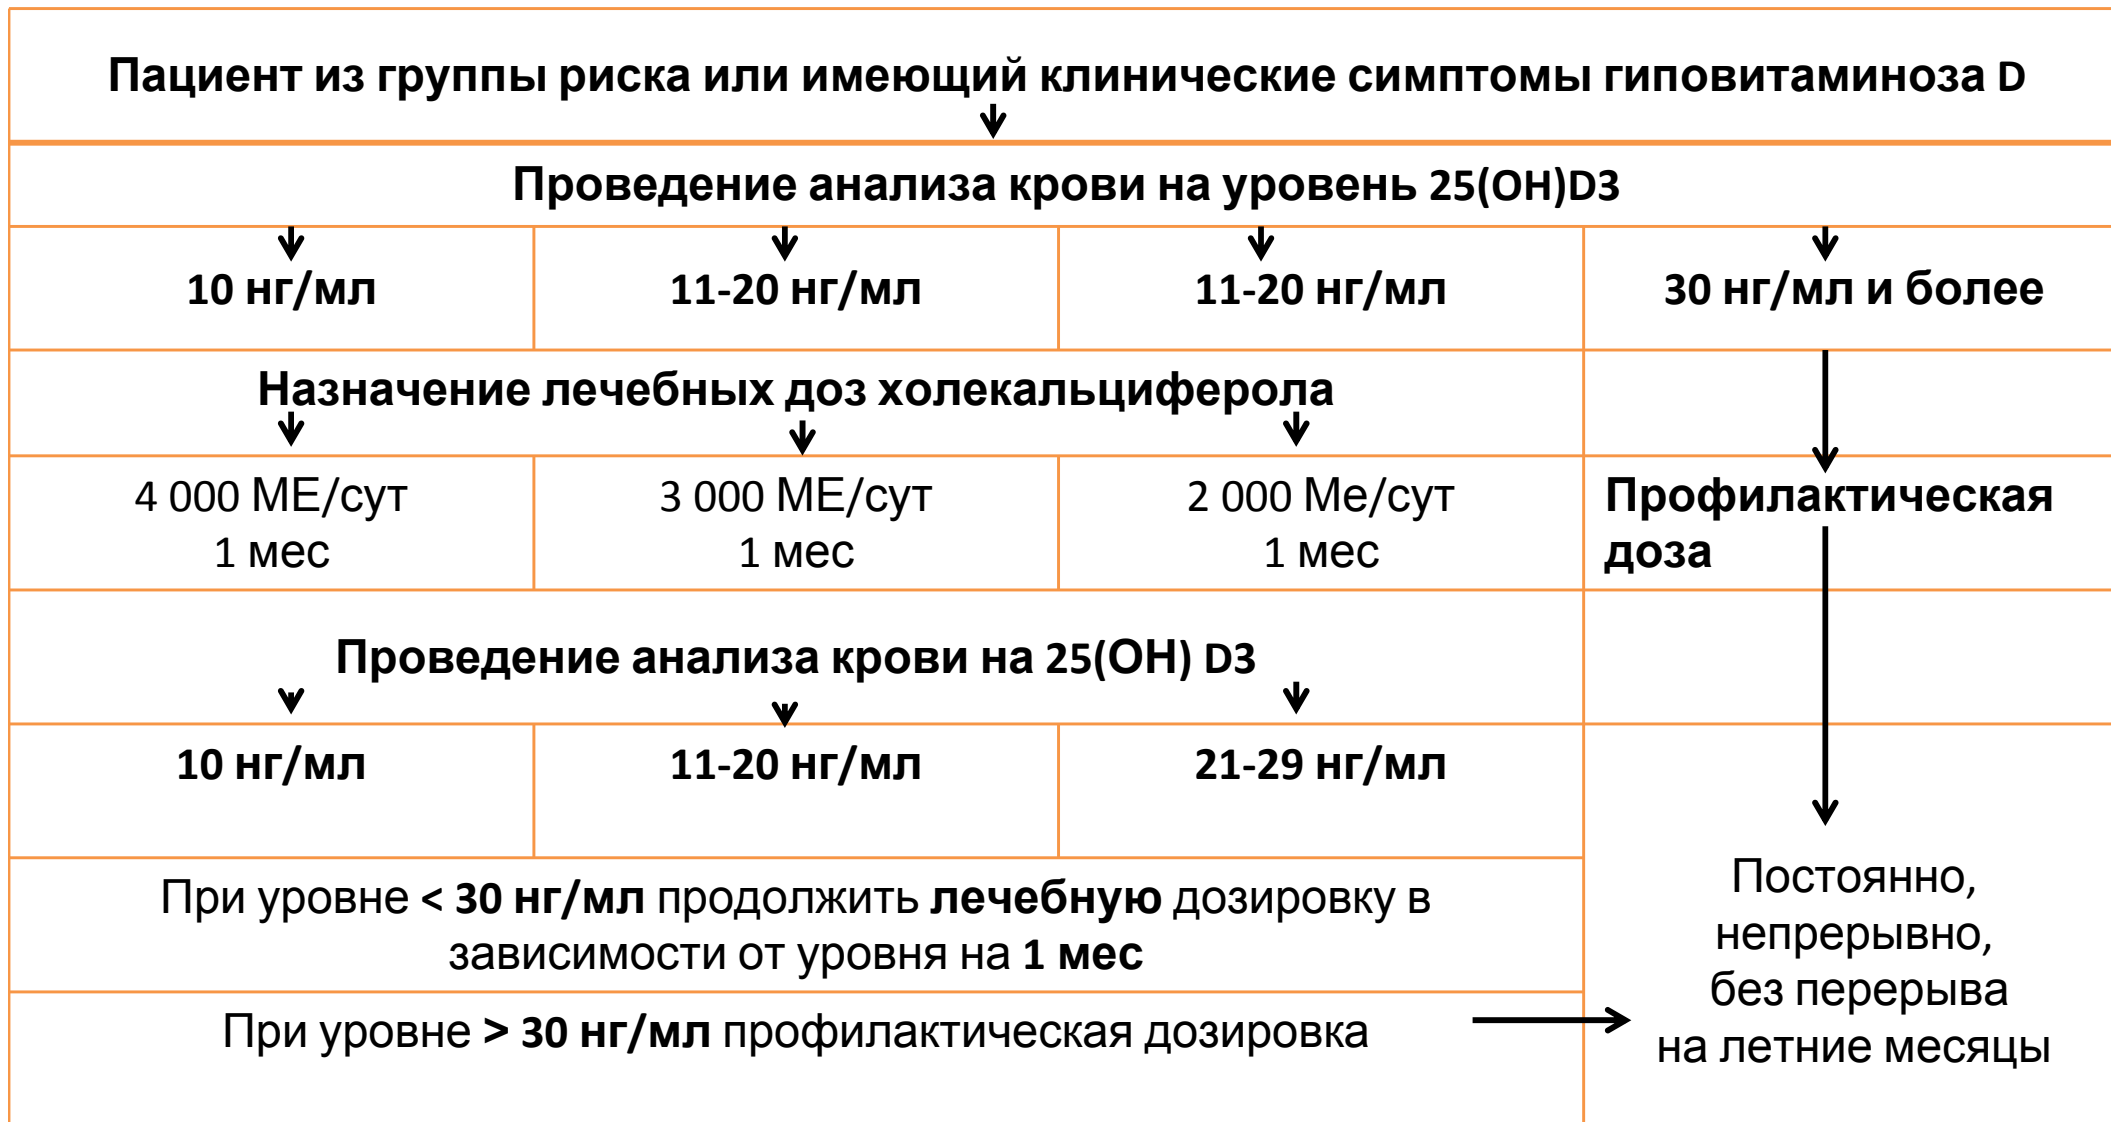 Пациент из группы риска или имеющий клинические симптомы гиповитаминоза D
Проведение анализа крови на уровень 25(ОН)D3
10 нг/мл
11-20 нг/мл
11-20 нг/мл
30 нг/мл и более
Назначение лечебных доз холекальциферола
4 000 МЕ/сут
1 мес
3 000 МЕ/сут
1 мес
2 000 Ме/сут
1 мес
Профилактическая
доза
Проведение анализа крови на 25(ОН) D3
10 нг/мл
11-20 нг/мл
21-29 нг/мл
При уровне < 30 нг/мл продолжить лечебную дозировку в
зависимости от уровня на 1 мес
При уровне > 30 нг/мл профилактическая дозировка
Постоянно,
непрерывно,
без перерыва
на летние месяцы